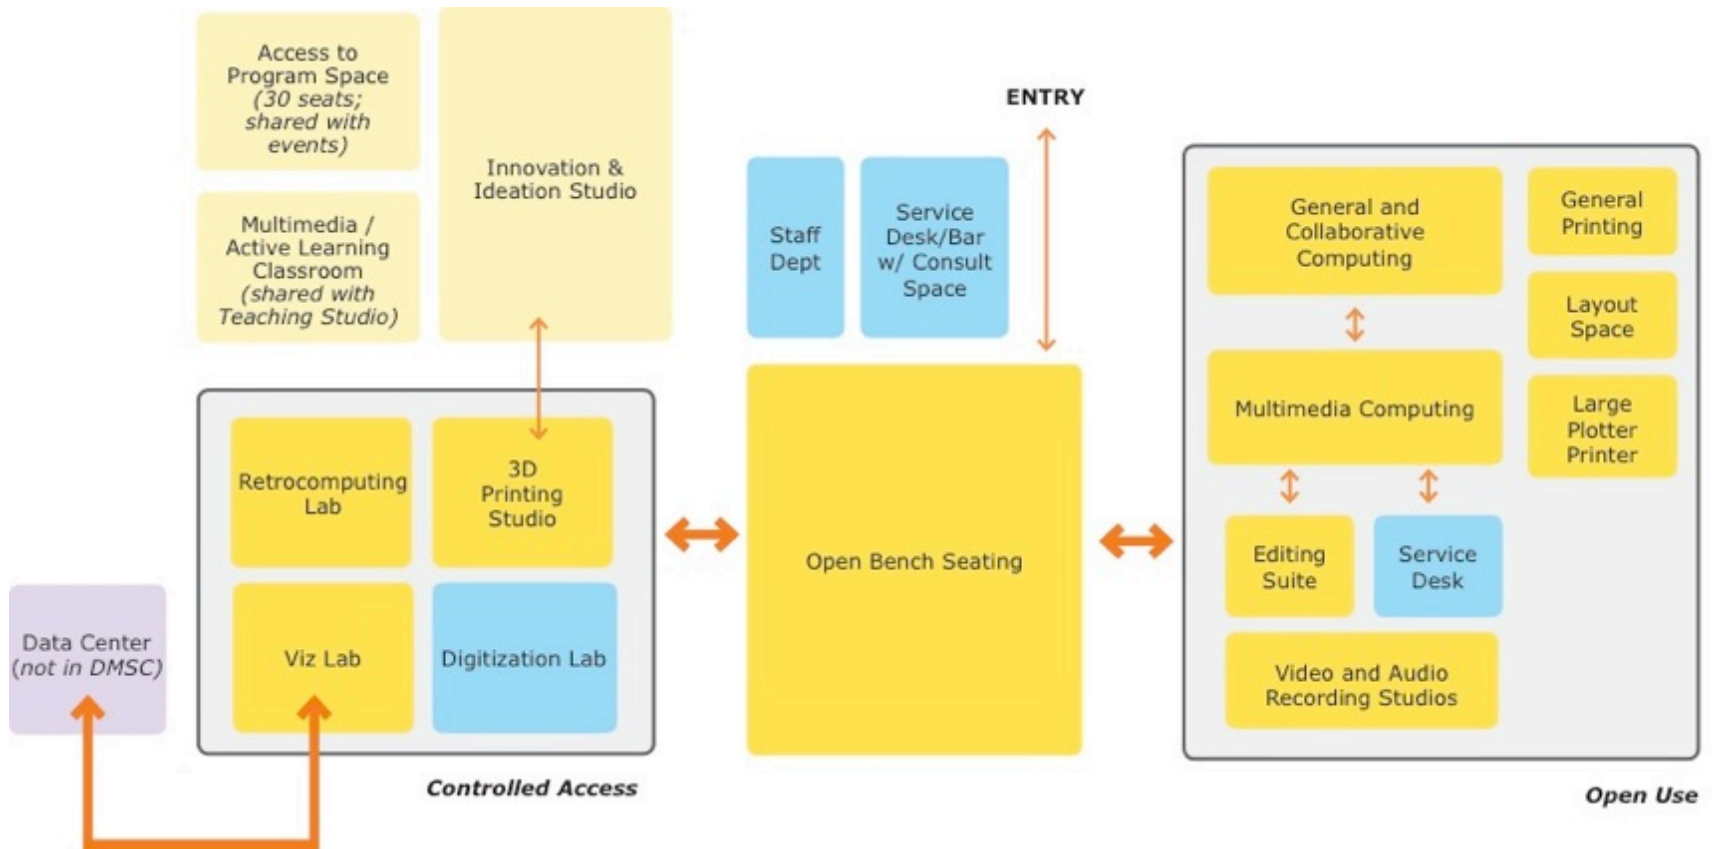 Access to
Program Space
(30 seats;
shared with
events)
Multimedia /
Active Learning
Classroom
(shared with
Teaching Studio)
Innovation &
Ideation Studio
ENTRY
Staff
Dept
Service
Desk/Bar
w/ Consult
Space
General and
Collaborative
Computing
General
Printing
Layout
Space
Multimedia Computing
Large
Plotter
Printer
Retrocomputing
Lab
3D
Printing
Studio
Open Bench Seating
Editing
Suite
Service
Desk
Data Center
(not in DMSC)
Viz Lab
Digitization Lab
Video and Audio
Recording Studios
Controlled Access
Open Use